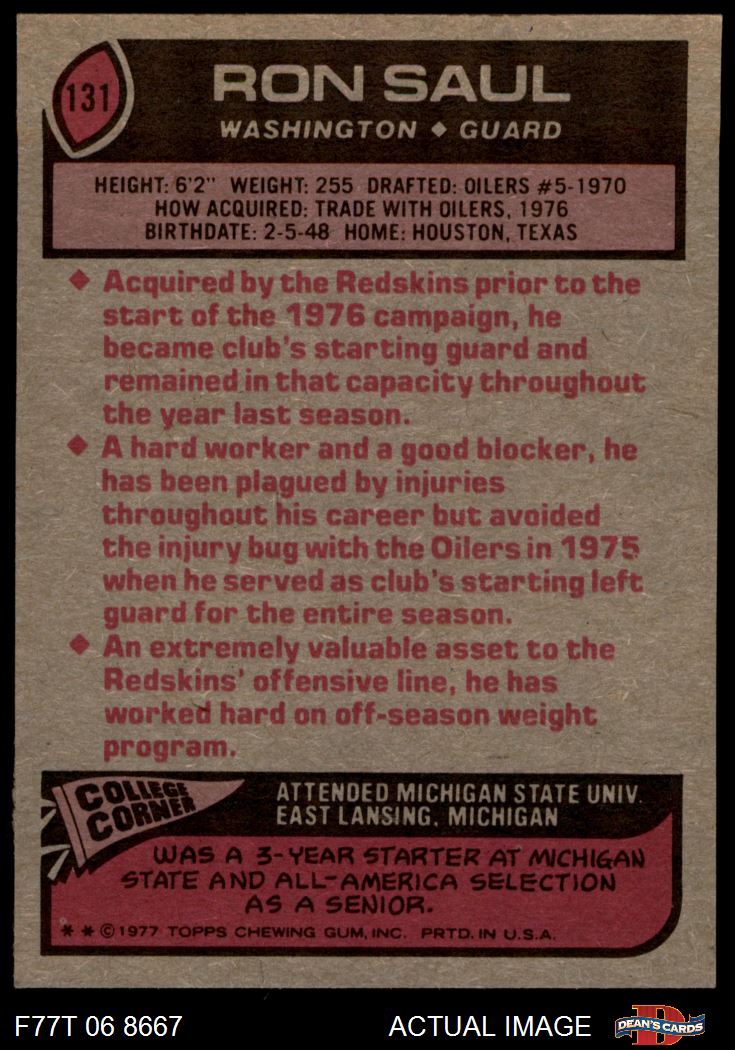 131
RON SAUL
WASHINGTON ♦ GUARD
HEIGHT: 6'2" WEIGHT: 255 DRAFTED: OILERS #5-1970
HOW ACQUIRED: TRADE WITH OILERS, 1976
BIRTHDATE: 2-5-48 HOME: HOUSTON, TEXAS
♦ Acquired by the Redskins prior to the
start of the 1976 campaign, he
became club's starting guard and
remained in that capacity throughout
the year last season.
♦ A hard worker and a good blocker, he
has been plagued by injuries
throughout his career but avoided
the injury bug with the Oilers in 1975
when he served as club's starting left
guard for the entire season.
♦ An extremely valuable asset to the
Redskins' offensive line, he has
worked hard on off-season weight
program.
COLLEGE
CORNER
ATTENDED MICHIGAN STATE UNIV.
EAST LANSING, MICHIGAN
WAS A 3-YEAR STARTER AT MICHIGAN
STATE AND ALL-AMERICA SELECTION
AS A SENIOR.
* * © 1977 TOPPS CHEWING GUM, INC. PRTD. IN U.S.A.
F77T 06 8667 ACTUAL IMAGE
D
DEAN'S CARDS